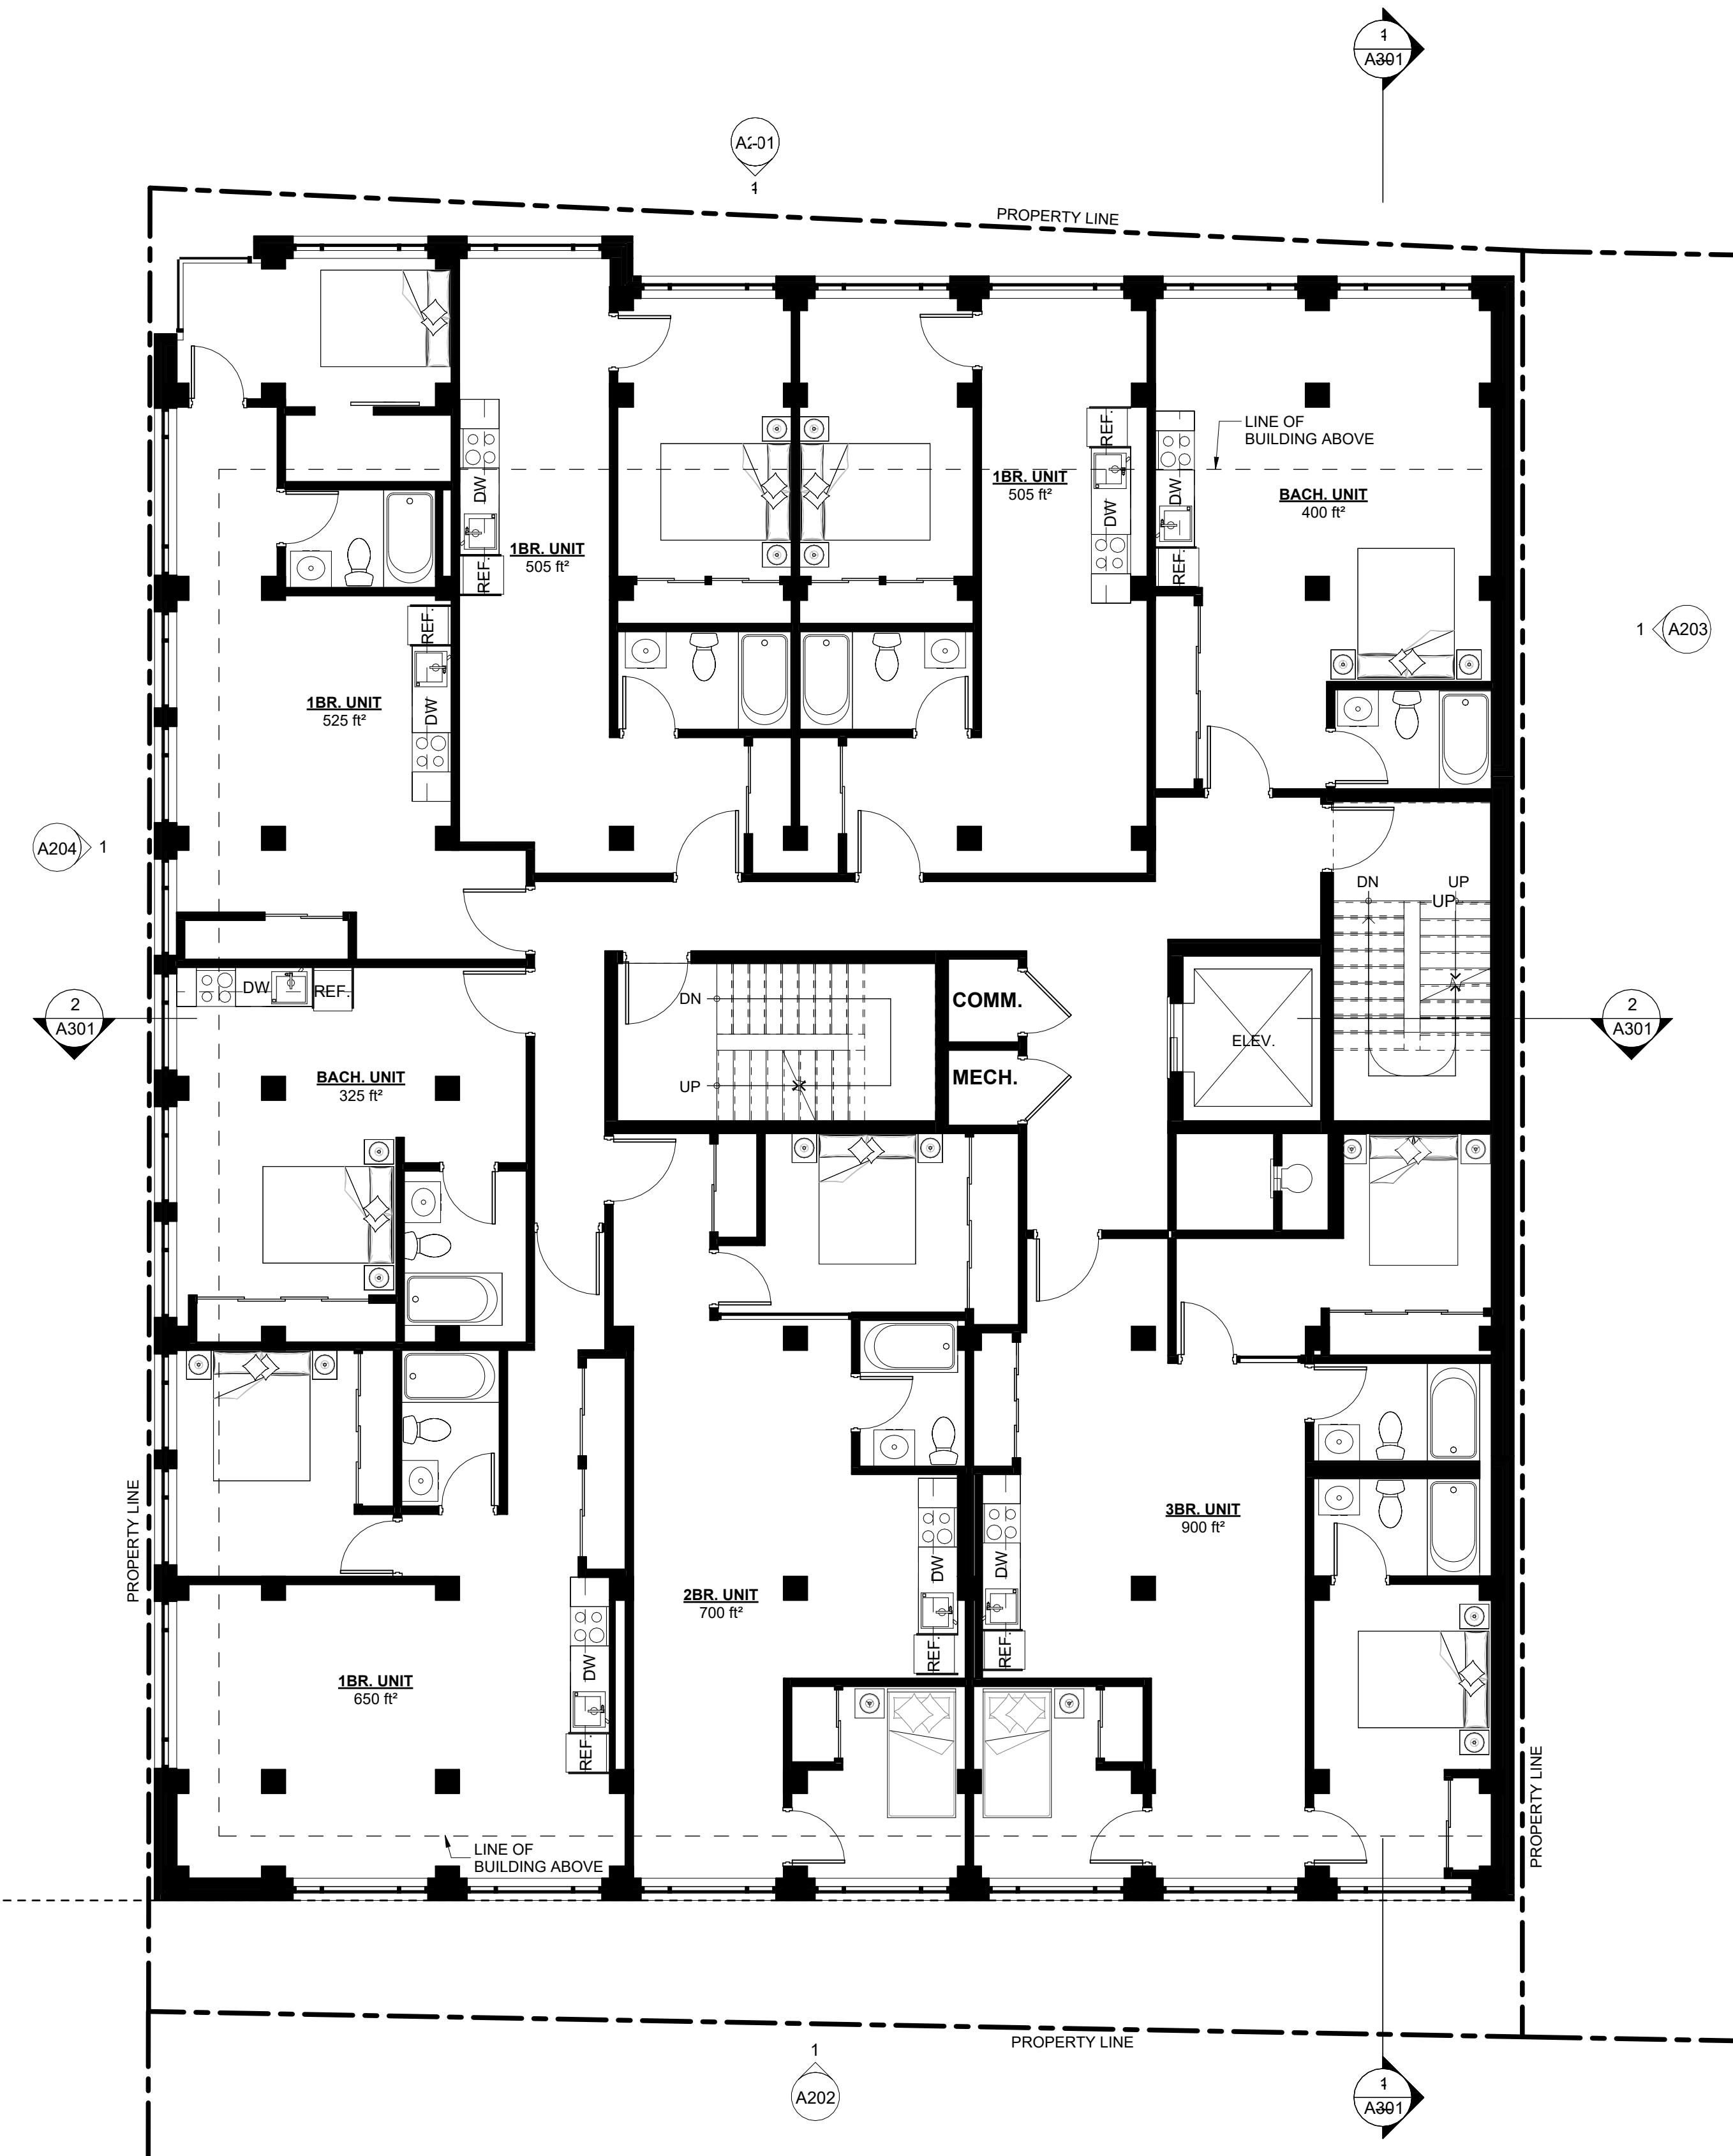 1
A301
A201
1
PROPERTY LINE
LINE OF
BUILDING ABOVE
REF.
1BR. UNIT
505 ft²
DW
DW
BACH. UNIT
400 ft²
DW
1BR. UNIT
505 ft²
REF.
REF.
REF.
1
A203
1BR. UNIT
525 ft²
DW
A204
1
DN
UP
UP
DW
REF.
DN
COMM.
2
A301
2
A301
ELEV.
BACH. UNIT
325 ft²
UP
MECH.
PROPERTY LINE
3BR. UNIT
900 ft²
DW
DW
2BR. UNIT
700 ft²
REF.
REF.
DW
1BR. UNIT
650 ft²
REF.
PROPERTY LINE
LINE OF
BUILDING ABOVE
PROPERTY LINE
1
A202
1
A301